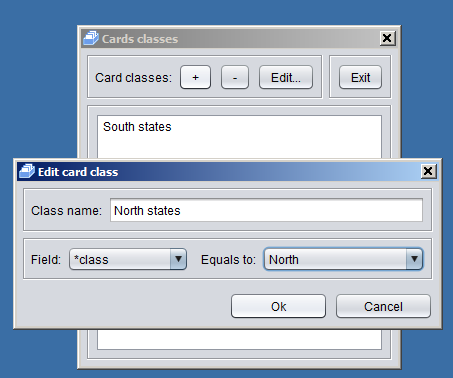 Cards classes
Card classes: + - Edit... Exit
South states
Edit card class
Class name: North states
Field: *class Equals to: North
Ok Cancel